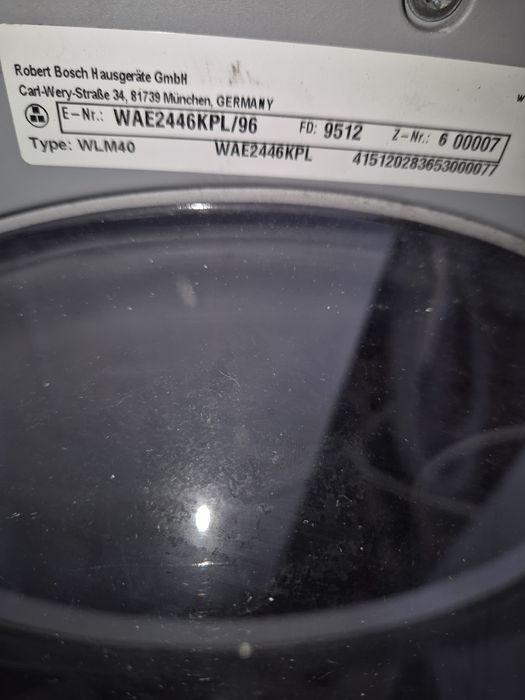 Robert Bosch Hausgeräte GmbH
Carl-Wery-Straße 34, 81739 München, GERMANY
E-Nr.: WAE2446KPL/96 FD: 9512 Z-Nr.: 6 00007
Type: WLM40 WAE2446KPL 415120283653000077